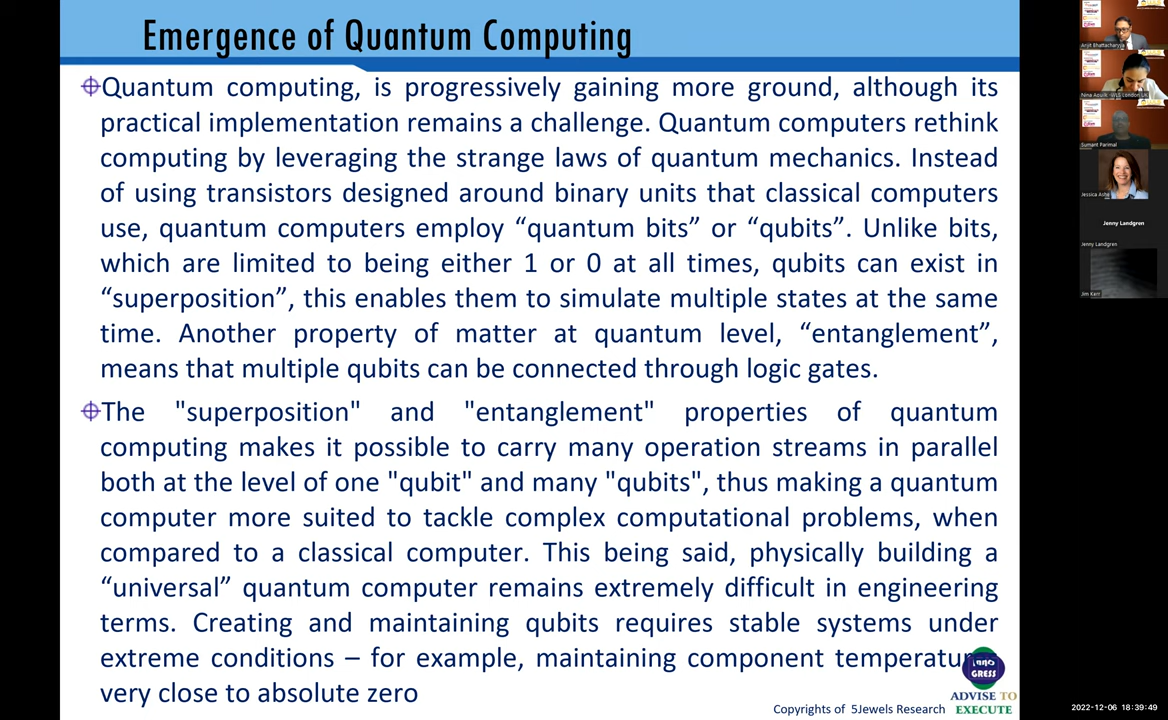 Emergence of Quantum Computing
Quantum computing, is progressively gaining more ground, although its
practical implementation remains a challenge. Quantum computers rethink
computing by leveraging the strange laws of quantum mechanics. Instead
of using transistors designed around binary units that classical computers
use, quantum computers employ “quantum bits” or “qubits”. Unlike bits,
which are limited to being either 1 or 0 at all times, qubits can exist in
“superposition”, this enables them to simulate multiple states at the same
time. Another property of matter at quantum level, “entanglement”,
means that multiple qubits can be connected through logic gates.
The "superposition" and "entanglement" properties of quantum
computing makes it possible to carry many operation streams in parallel
both at the level of one "qubit" and many "qubits", thus making a quantum
computer more suited to tackle complex computational problems, when
compared to a classical computer. This being said, physically building a
“universal” quantum computer remains extremely difficult in engineering
terms. Creating and maintaining qubits requires stable systems under
extreme conditions – for example, maintaining component
very close to absolute zero
GRESS
ADVISE TO
EXECUTE
Copyrights of 5Jewels Research
Arijit Bhattacharyya
London
Sumant Parimal
Jessica
Jenny Landgren
Jenny Landgren
Jim Kerr
2022-12-06 18:39:49